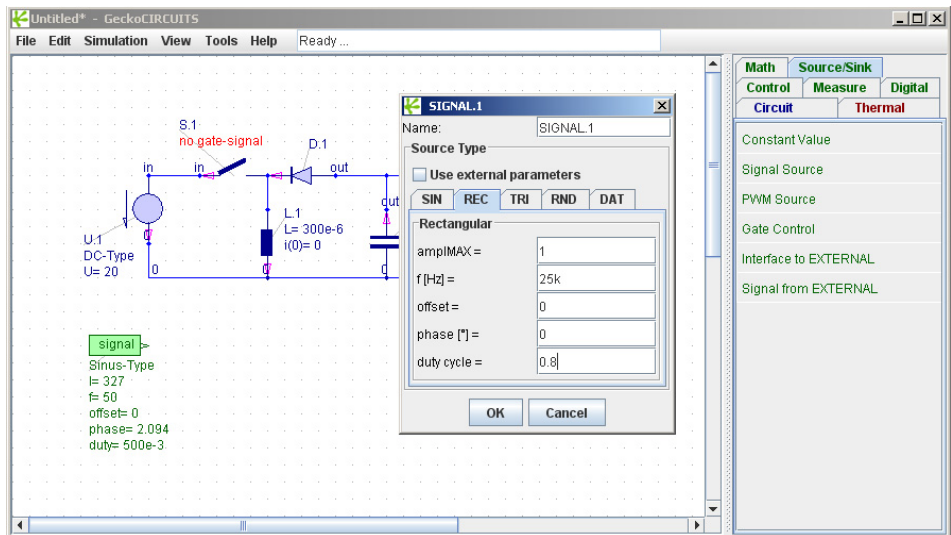 Untitled* - GeckoCIRCUITS
File Edit Simulation View Tools Help Ready ...
Math Source/Sink
Control Measure Digital
Circuit Thermal
Constant Value
Signal Source
PWM Source
Gate Control
Interface to EXTERNAL
Signal from EXTERNAL
S.1
no gate-signal
D.1
in
in
out
out
U.1
DC-Type
U= 20
0
0
L.1
L= 300e-6
i(0)= 0
0
0
signal
Sinus-Type
I= 327
f= 50
offset= 0
phase= 2.094
duty= 500e-3
SIGNAL.1
Name: SIGNAL.1
Source Type
Use external parameters
SIN REC TRI RND DAT
Rectangular
amplMAX = 1
f [Hz] = 25k
offset = 0
phase [°] = 0
duty cycle = 0.8
OK Cancel